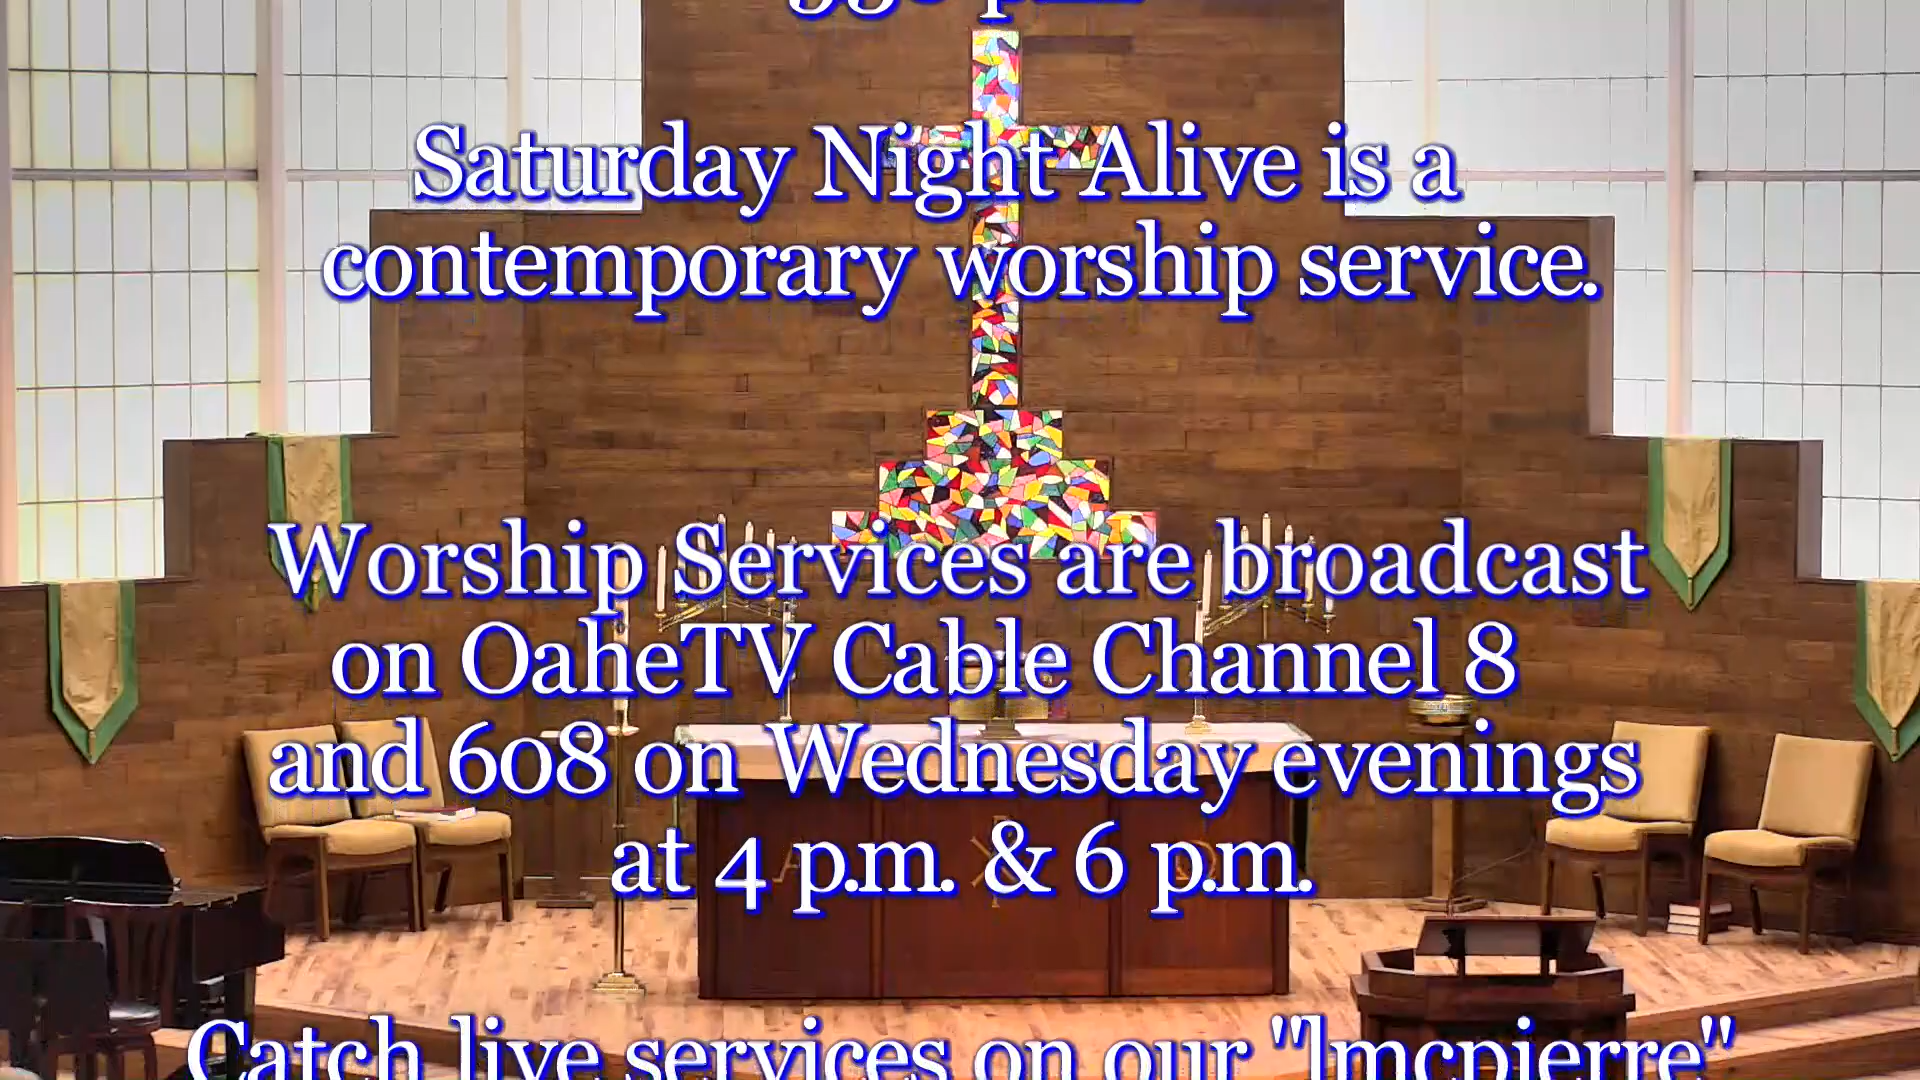 Saturday Night Alive is a
contemporary worship service.
Worship Services are broadcast
on OaheTV Cable Channel 8
and 608 on Wednesday evenings
at 4 p.m. & 6 p.m.
Catch live services on our "lmcpierre"